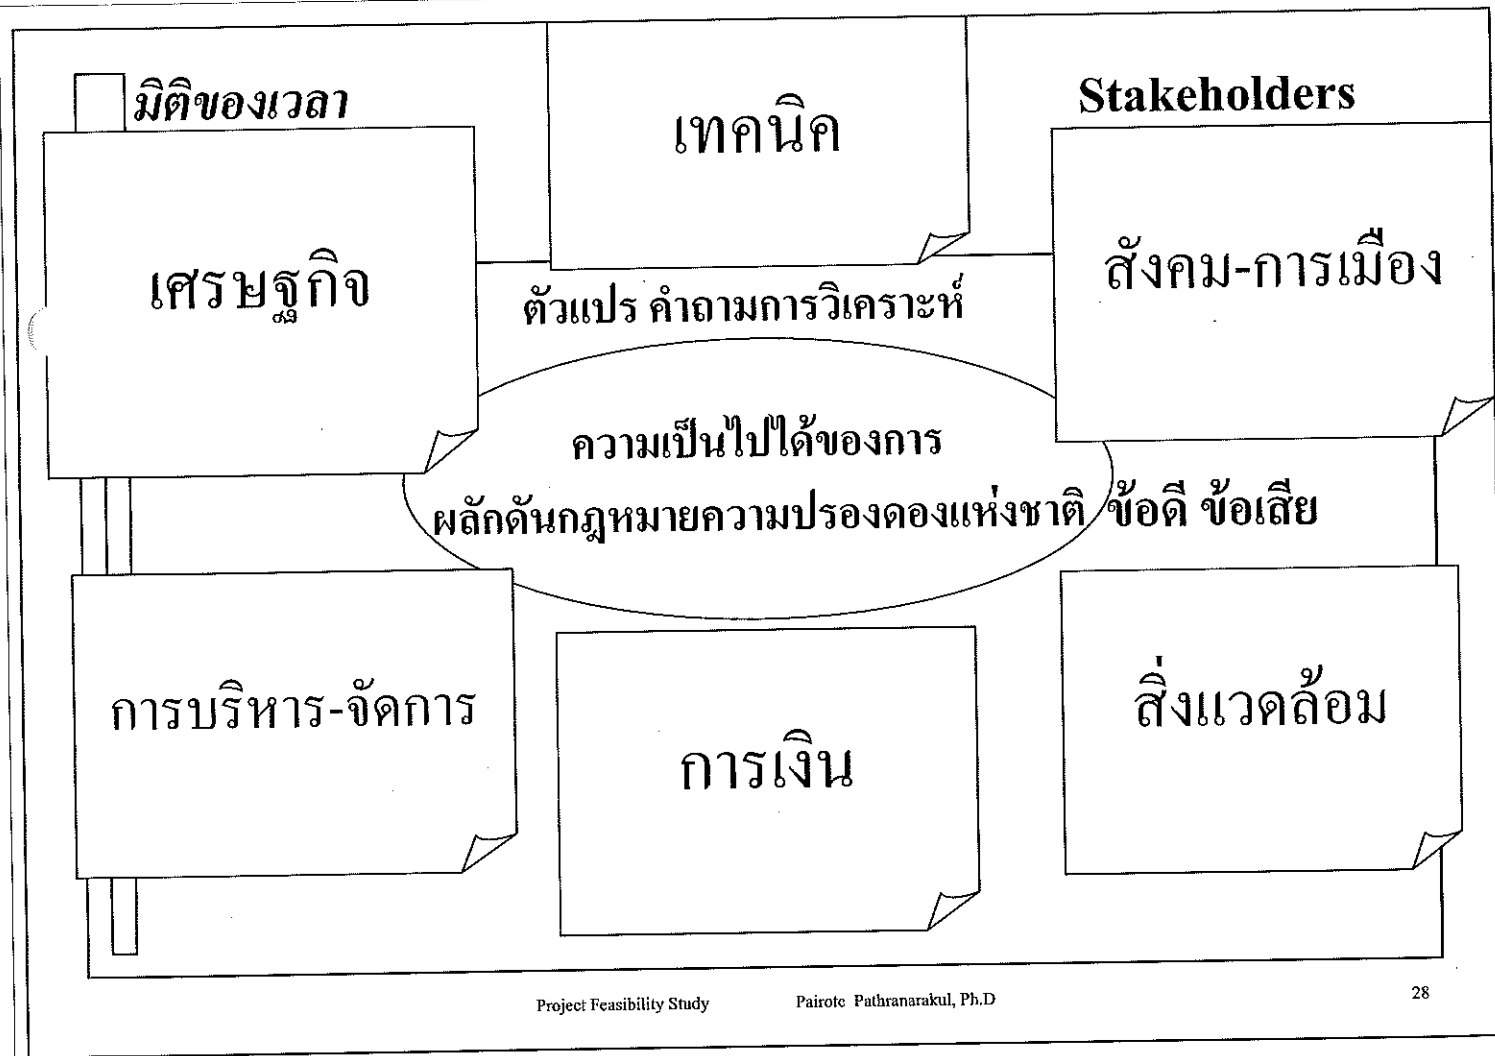 มิติของเวลา
เทคนิค
Stakeholders
เศรษฐกิจ
สังคม-การเมือง
ตัวแปร คำถามการวิเคราะห์
ความเป็นไปได้ของการ
ผลักดันกฎหมายความปรองดองแห่งชาติ ข้อดี ข้อเสีย
การบริหาร-จัดการ
การเงิน
สิ่งแวดล้อม
Project Feasibility Study Pairote Pathranarakul, Ph.D 28